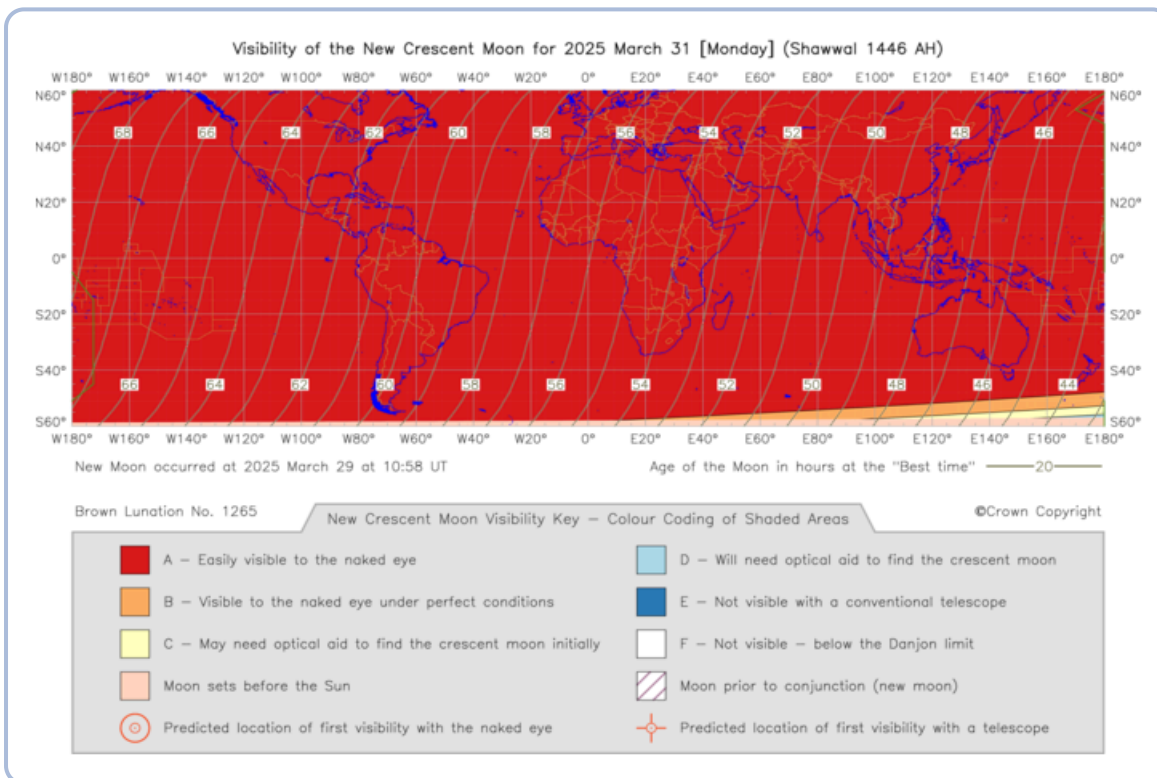 Visibility of the New Crescent Moon for 2025 March 31 [Monday] (Shawwal 1446 AH)
W180° W160° W140° W120° W100° W80° W60° W40° W20° 0° E20° E40° E60° E80° E100° E120° E140° E160° E180°
N60° N60°
68 66 64 62 60 58 56 54 52 50 48 46
N40° N40°
N20° N20°
0° 0°
S20° S20°
S40° S40°
66 64 62 60 58 56 54 52 50 48 46 44
S60° S60°
W180° W160° W140° W120° W100° W80° W60° W40° W20° 0° E20° E40° E60° E80° E100° E120° E140° E160° E180°
New Moon occurred at 2025 March 29 at 10:58 UT
Age of the Moon in hours at the "Best time" 20
Brown Lunation No. 1265
©Crown Copyright
New Crescent Moon Visibility Key – Colour Coding of Shaded Areas
A – Easily visible to the naked eye
D – Will need optical aid to find the crescent moon
B – Visible to the naked eye under perfect conditions
E – Not visible with a conventional telescope
C – May need optical aid to find the crescent moon initially
F – Not visible – below the Danjon limit
Moon sets before the Sun
Moon prior to conjunction (new moon)
Predicted location of first visibility with the naked eye
Predicted location of first visibility with a telescope